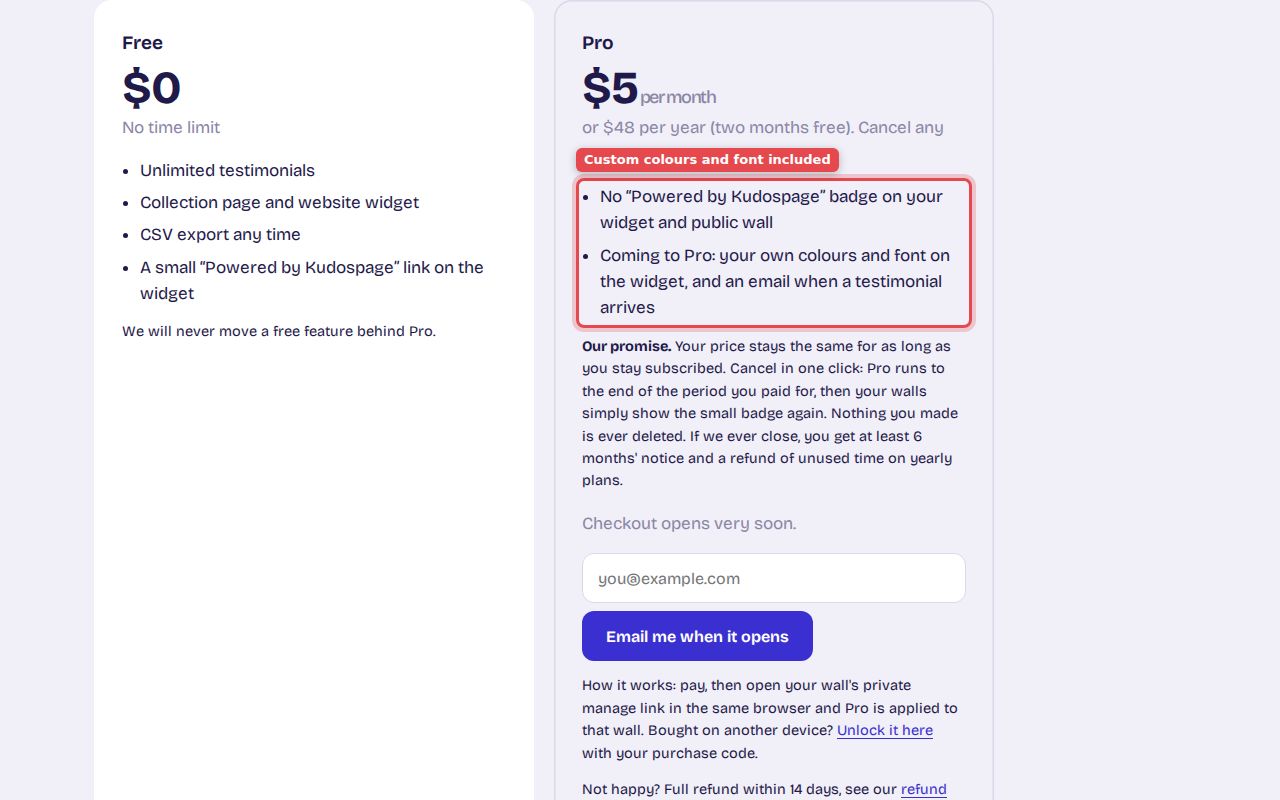 Free
$0
No time limit
Unlimited testimonials
Collection page and website widget
CSV export any time
A small “Powered by Kudospage” link on the
widget
We will never move a free feature behind Pro.
Pro
$5 per month
or $48 per year (two months free). Cancel any
Custom colours and font included
No “Powered by Kudospage” badge on your
widget and public wall
Coming to Pro: your own colours and font on
the widget, and an email when a testimonial
arrives
Our promise. Your price stays the same for as long as
you stay subscribed. Cancel in one click: Pro runs to
the end of the period you paid for, then your walls
simply show the small badge again. Nothing you made
is ever deleted. If we ever close, you get at least 6
months' notice and a refund of unused time on yearly
plans.
Checkout opens very soon.
you@example.com
Email me when it opens
How it works: pay, then open your wall's private
manage link in the same browser and Pro is applied to
that wall. Bought on another device? Unlock it here
with your purchase code.
Not happy? Full refund within 14 days, see our refund